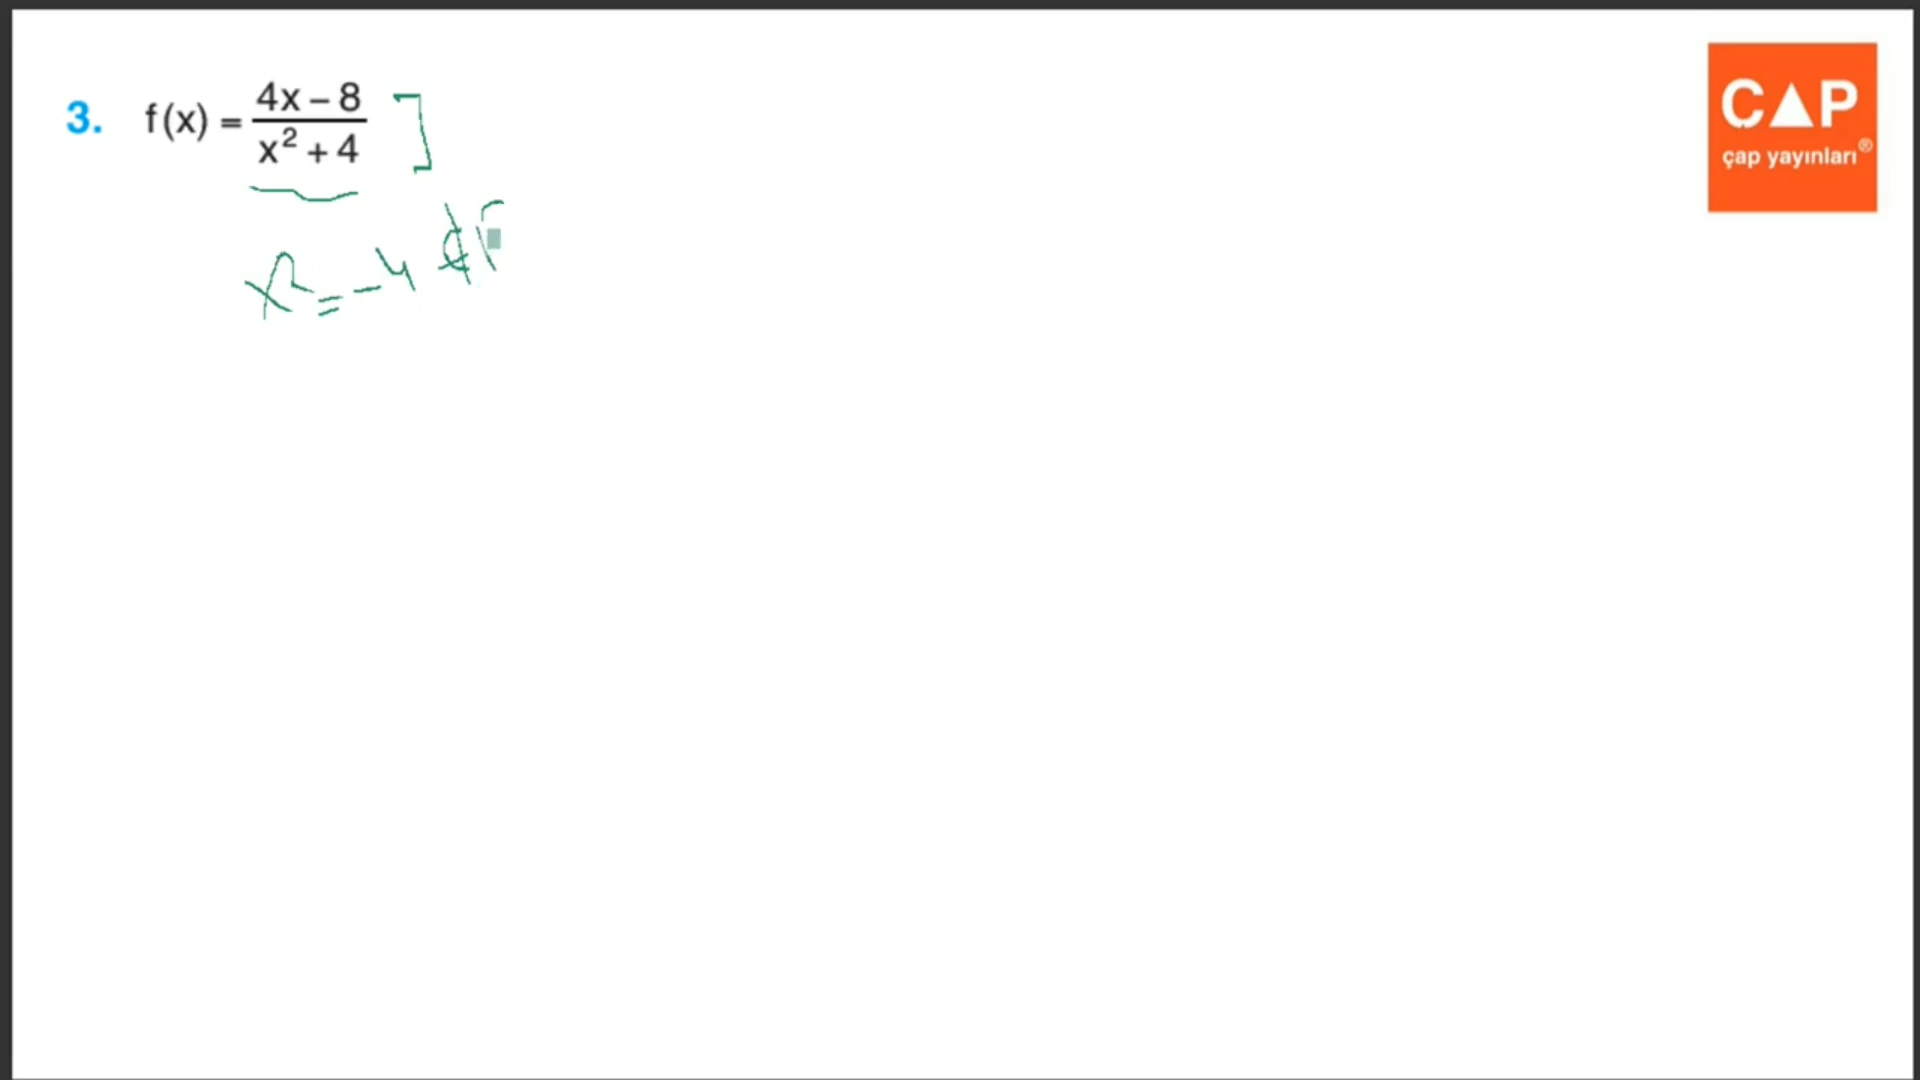 3. f(x) = (4x – 8)/(x² + 4) ]
x² = -4 ∉ R
ÇAP
çap yayınları®